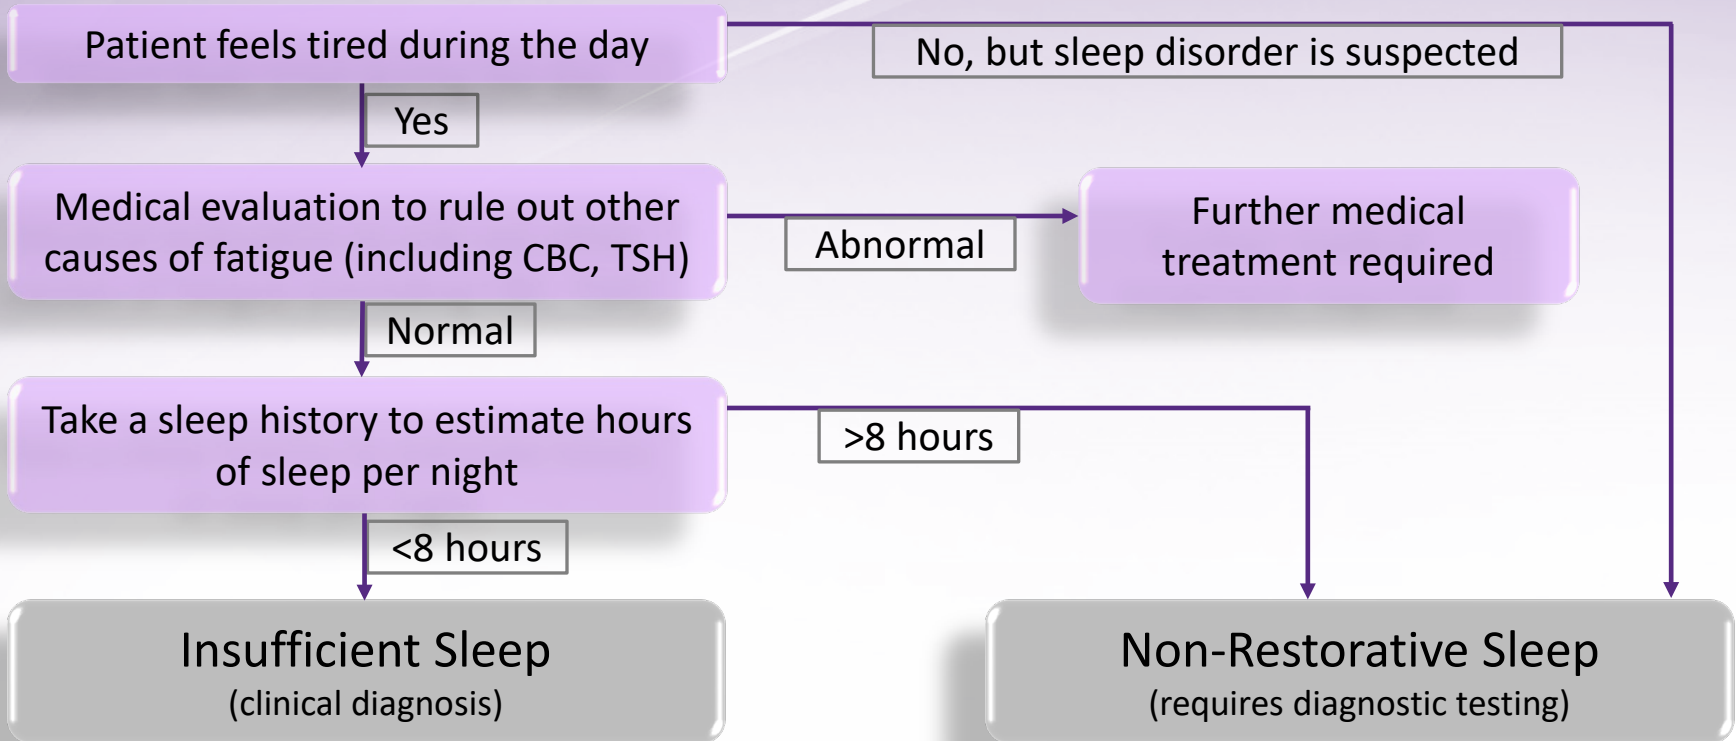 Patient feels tired during the day
No, but sleep disorder is suspected
Yes
Medical evaluation to rule out other
causes of fatigue (including CBC, TSH)
Abnormal
Further medical
treatment required
Normal
Take a sleep history to estimate hours
of sleep per night
>8 hours
<8 hours
Insufficient Sleep
(clinical diagnosis)
Non-Restorative Sleep
(requires diagnostic testing)